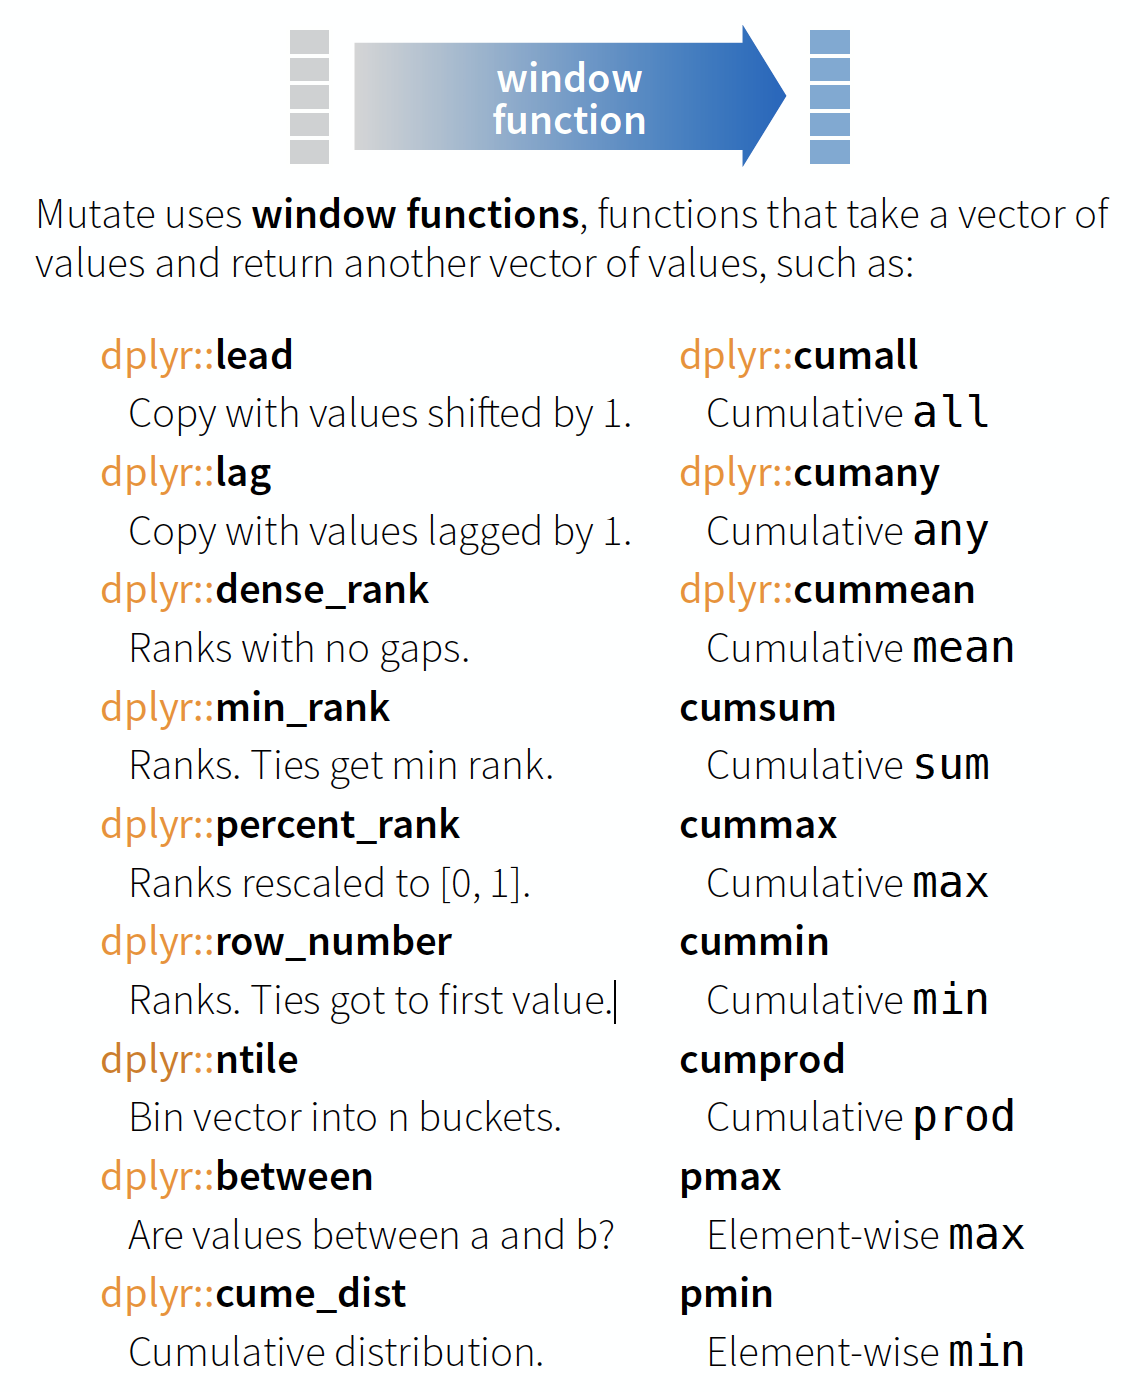 window
function
Mutate uses window functions, functions that take a vector of
values and return another vector of values, such as:
dplyr::lead
Copy with values shifted by 1.
dplyr::lag
Copy with values lagged by 1.
dplyr::dense_rank
Ranks with no gaps.
dplyr::min_rank
Ranks. Ties get min rank.
dplyr::percent_rank
Ranks rescaled to [0, 1].
dplyr::row_number
Ranks. Ties got to first value.
dplyr::ntile
Bin vector into n buckets.
dplyr::between
Are values between a and b?
dplyr::cume_dist
Cumulative distribution.
dplyr::cumall
Cumulative all
dplyr::cumany
Cumulative any
dplyr::cummean
Cumulative mean
cumsum
Cumulative sum
cummax
Cumulative max
cummin
Cumulative min
cumprod
Cumulative prod
pmax
Element-wise max
pmin
Element-wise min